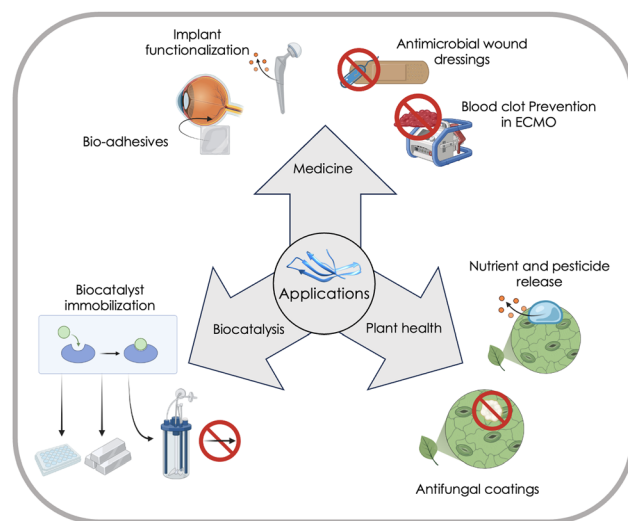 Implant
functionalization
Antimicrobial wound
dressings
Blood clot Prevention
in ECMO
Bio-adhesives
Medicine
Applications
Biocatalysis
Plant health
Biocatalyst
immobilization
Nutrient and pesticide
release
Antifungal coatings